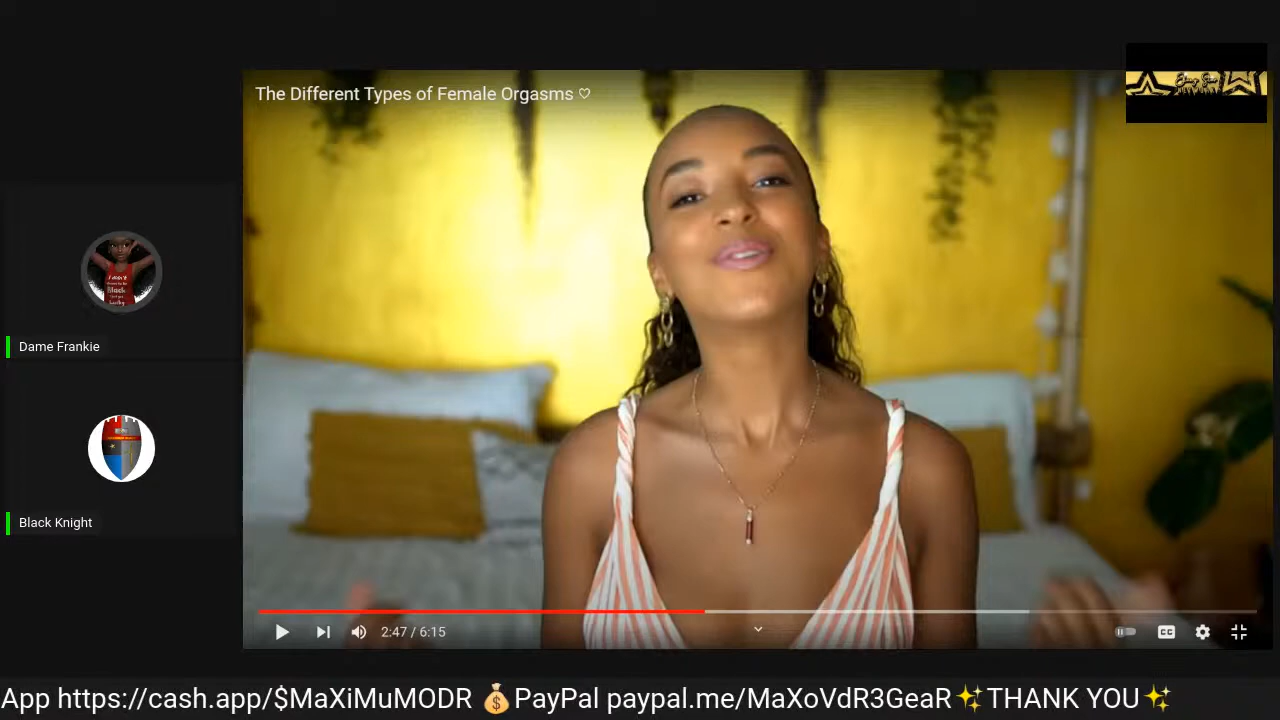 The Different Types of Female Orgasms ♡
Dame Frankie
Black Knight
2:47 / 6:15
CC
App https://cash.app/$MaXiMuMODR 💰PayPal paypal.me/MaXoVdR3GeaR✨THANK YOU✨